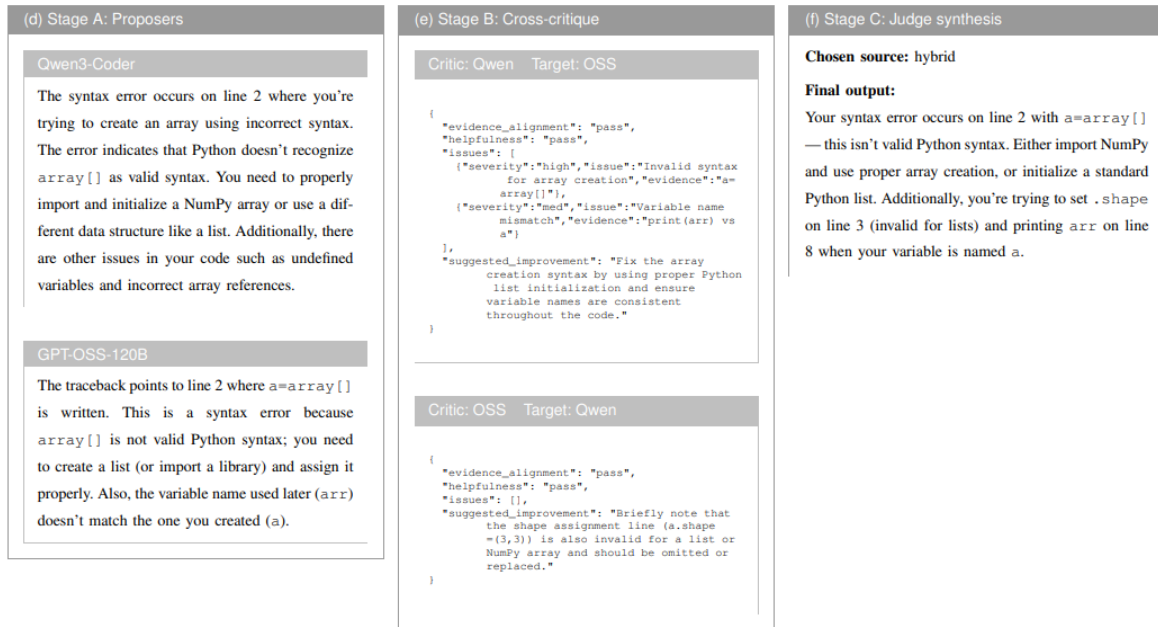 (d) Stage A: Proposers
Qwen3-Coder
The syntax error occurs on line 2 where you're
trying to create an array using incorrect syntax.
The error indicates that Python doesn't recognize
array[] as valid syntax. You need to properly
import and initialize a NumPy array or use a dif-
ferent data structure like a list. Additionally, there
are other issues in your code such as undefined
variables and incorrect array references.
GPT-OSS-120B
The traceback points to line 2 where a=array[]
is written. This is a syntax error because
array[] is not valid Python syntax; you need
to create a list (or import a library) and assign it
properly. Also, the variable name used later (arr)
doesn't match the one you created (a).
(e) Stage B: Cross-critique
Critic: Qwen Target: OSS
{
"evidence_alignment": "pass",
"helpfulness": "pass",
"issues": [
{"severity":"high","issue":"Invalid syntax
for array creation","evidence":"a=
array[]"},
{"severity":"med","issue":"Variable name
mismatch","evidence":"print(arr) vs
a"}
],
"suggested_improvement": "Fix the array
creation syntax by using proper Python
list initialization and ensure
variable names are consistent
throughout the code."
}
Critic: OSS Target: Qwen
{
"evidence_alignment": "pass",
"helpfulness": "pass",
"issues": [],
"suggested_improvement": "Briefly note that
the shape assignment line (a.shape
=(3,3)) is also invalid for a list or
NumPy array and should be omitted or
replaced."
}
(f) Stage C: Judge synthesis
Chosen source: hybrid
Final output:
Your syntax error occurs on line 2 with a=array[]
— this isn't valid Python syntax. Either import NumPy
and use proper array creation, or initialize a standard
Python list. Additionally, you're trying to set .shape
on line 3 (invalid for lists) and printing arr on line
8 when your variable is named a.